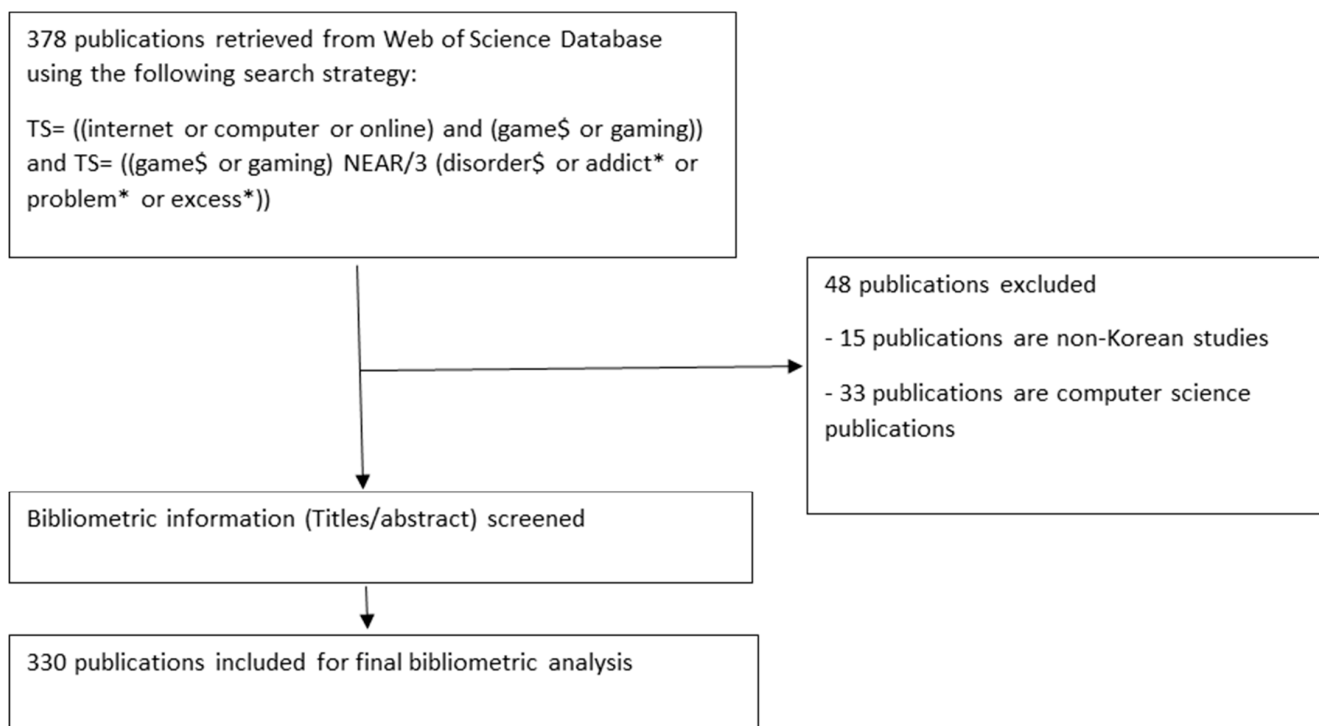 378 publications retrieved from Web of Science Database
using the following search strategy:
TS= ((internet or computer or online) and (game$ or gaming))
and TS= ((game$ or gaming) NEAR/3 (disorder$ or addict* or
problem* or excess*))
48 publications excluded
- 15 publications are non-Korean studies
- 33 publications are computer science
publications
Bibliometric information (Titles/abstract) screened
330 publications included for final bibliometric analysis